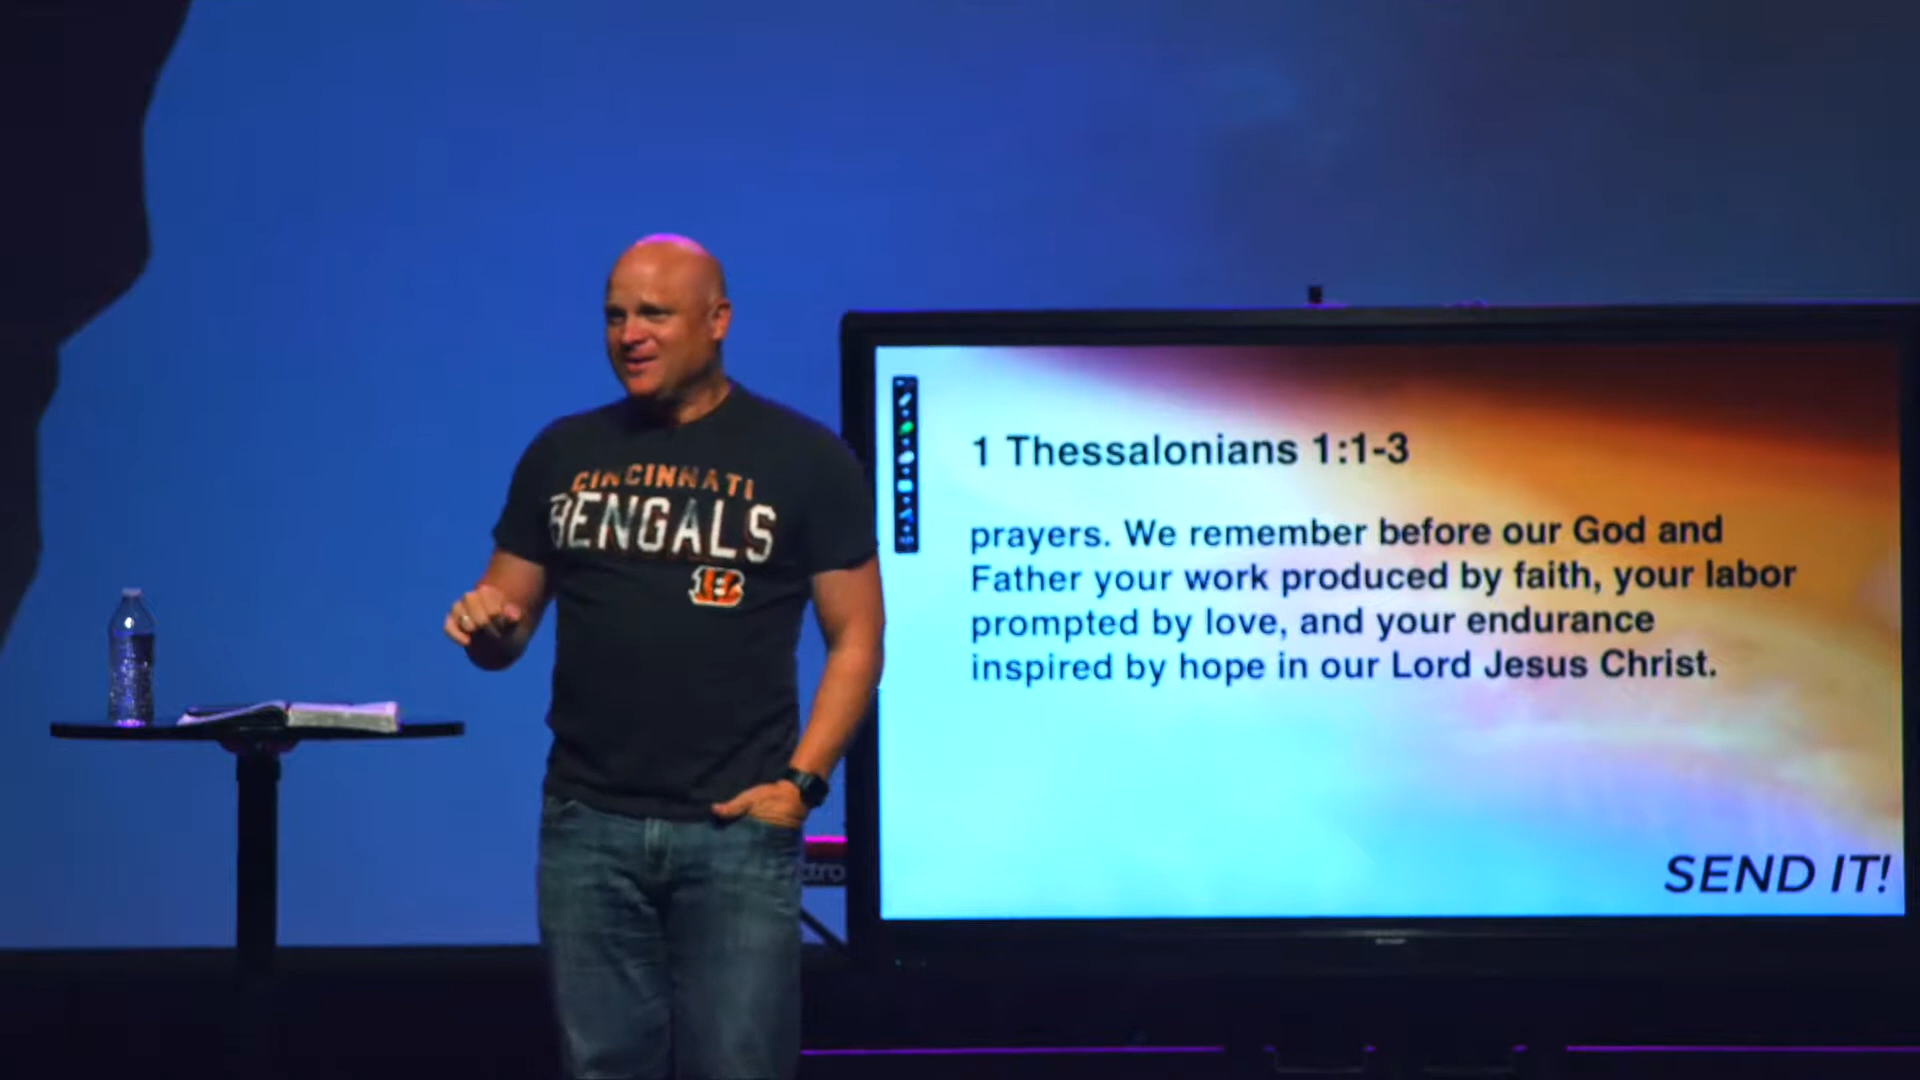 CINCINNATI
BENGALS
B
1 Thessalonians 1:1-3
prayers. We remember before our God and
Father your work produced by faith, your labor
prompted by love, and your endurance
inspired by hope in our Lord Jesus Christ.
SEND IT!